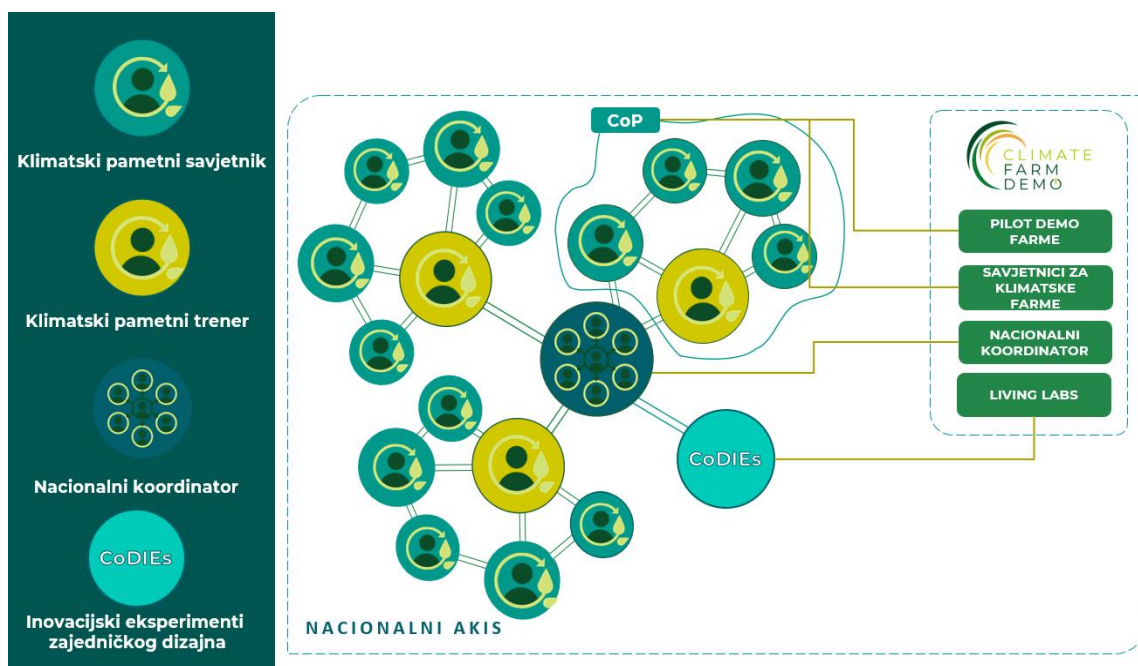 Klimatski pametni savjetnik
Klimatski pametni trener
Nacionalni koordinator
CoDIEs
Inovacijski eksperimenti
zajedničkog dizajna
CoP
CoDIEs
NACIONALNI AKIS
CLIMATE
FARM
DEMO
PILOT DEMO
FARME
SAVJETNICI ZA
KLIMATSKE
FARME
NACIONALNI
KOORDINATOR
LIVING LABS